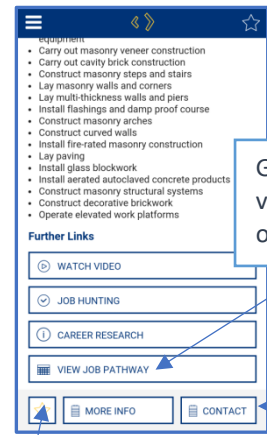 equipment
• Carry out masonry veneer construction
• Carry out cavity brick construction
• Construct masonry steps and stairs
• Lay masonry walls and corners
• Lay multi-thickness walls and piers
• Install flashings and damp proof course
• Construct masonry arches
• Construct curved walls
• Install fire-rated masonry construction
• Lay paving
• Install glass blockwork
• Install aerated autoclaved concrete products
• Construct masonry structural systems
• Construct decorative brickwork
• Operate elevated work platforms
Further Links
WATCH VIDEO
JOB HUNTING
CAREER RESEARCH
VIEW JOB PATHWAY
MORE INFO
CONTACT